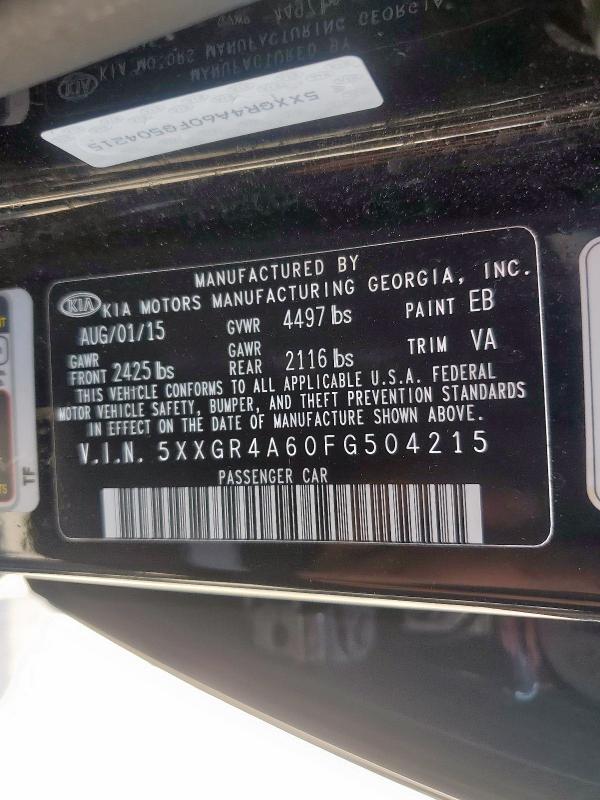 MANUFACTURED BY
KIA KIA MOTORS MANUFACTURING GEORGIA, INC.
AUG/01/15 GVWR 4497 lbs PAINT EB
GAWR FRONT 2425 lbs GAWR REAR 2116 lbs TRIM VA
THIS VEHICLE CONFORMS TO ALL APPLICABLE U.S.A. FEDERAL
MOTOR VEHICLE SAFETY, BUMPER, AND THEFT PREVENTION STANDARDS
IN EFFECT ON THE DATE OF MANUFACTURE SHOWN ABOVE.
V.I.N. 5XXGR4A60FG504215
PASSENGER CAR
TF